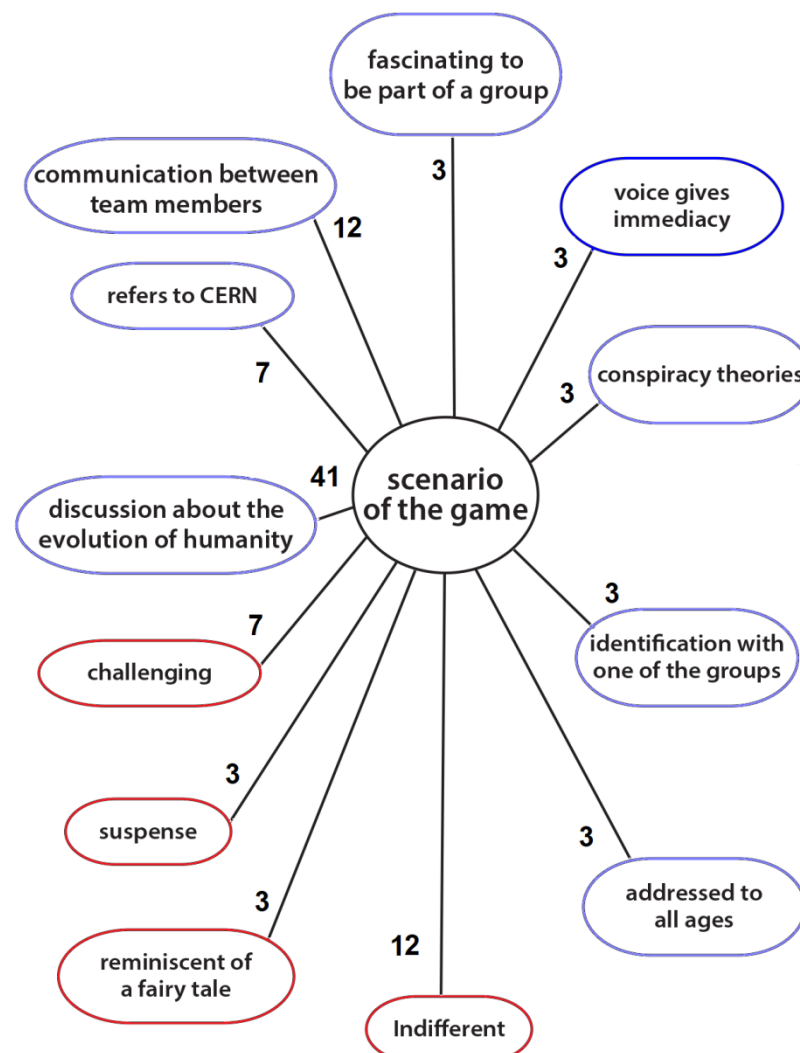 fascinating to
be part of a group
3
communication between
team members
12
voice gives
immediacy
3
refers to CERN
7
conspiracy theories
3
scenario
of the game
41
discussion about the
evolution of humanity
3
identification with
one of the groups
7
challenging
3
suspense
3
addressed to
all ages
3
reminiscent of
a fairy tale
12
Indifferent